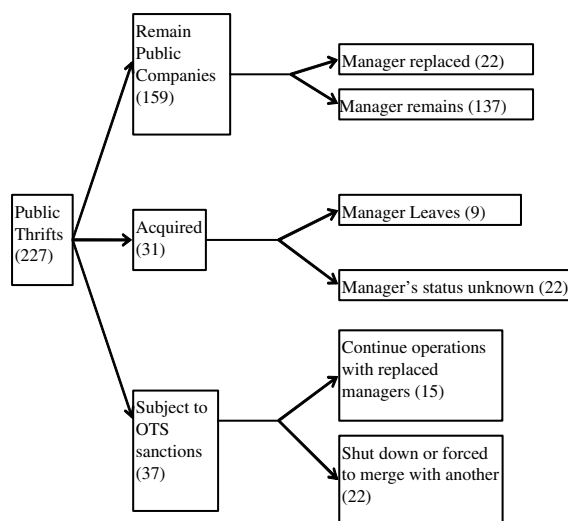 Public
Thrifts
(227)
Remain
Public
Companies
(159)
Manager replaced (22)
Manager remains (137)
Acquired
(31)
Manager Leaves (9)
Manager's status unknown (22)
Subject to
OTS
sanctions
(37)
Continue operations
with replaced
managers (15)
Shut down or forced
to merge with another
(22)